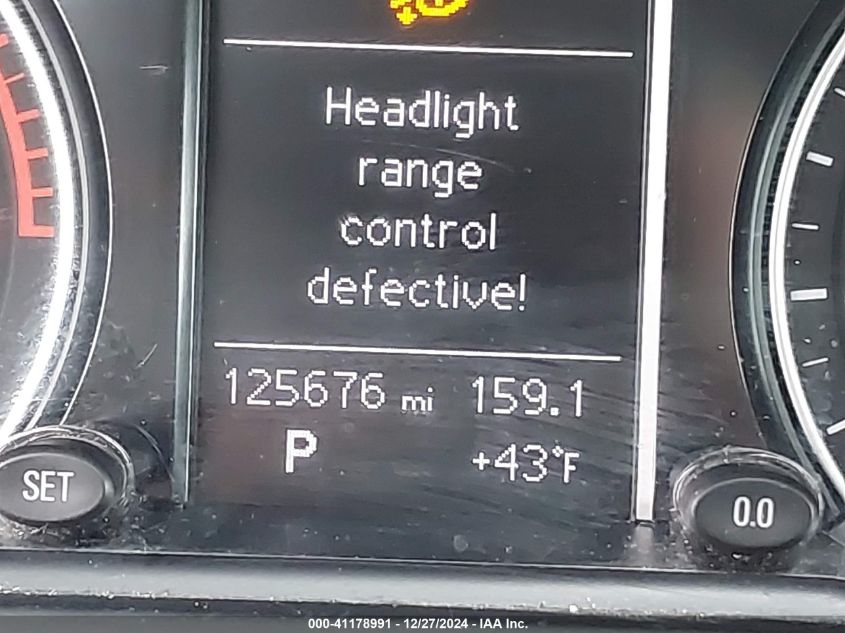 Headlight
range
control
defective!
125676 mi 159.1
P +43°F
SET 0.0
000-41178991 - 12/27/2024 - IAA Inc.